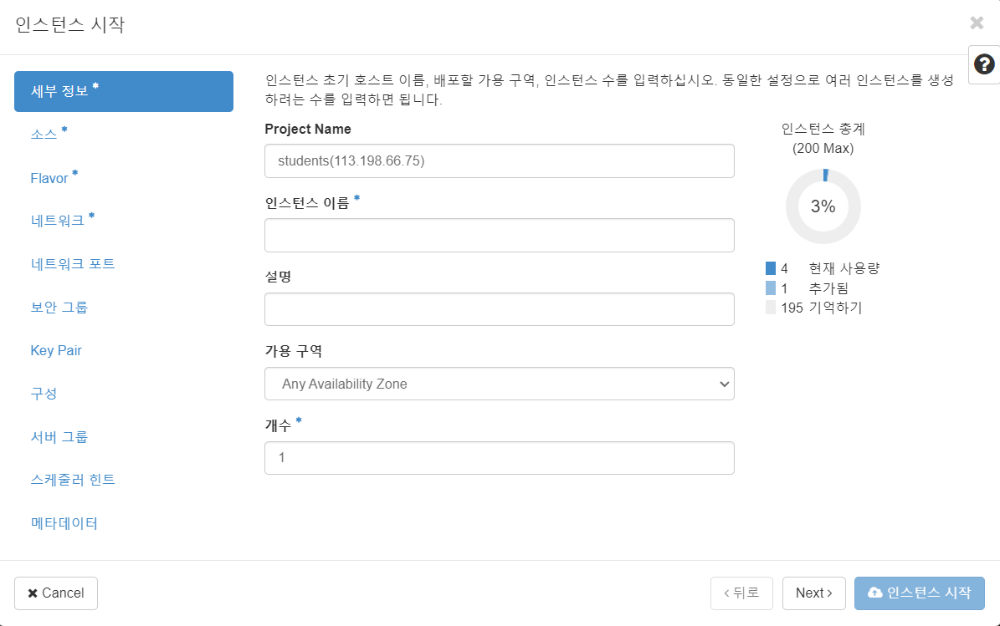 인스턴스 시작
세부 정보 *
소스 *
Flavor *
네트워크 *
네트워크 포트
보안 그룹
Key Pair
구성
서버 그룹
스케줄러 힌트
메타데이터
인스턴스 초기 호스트 이름, 배포할 가용 구역, 인스턴스 수를 입력하십시오. 동일한 설정으로 여러 인스턴스를 생성
하려는 수를 입력하면 됩니다.
Project Name
students(113.198.66.75)
인스턴스 이름 *
설명
가용 구역
Any Availability Zone
개수 *
1
인스턴스 총계
(200 Max)
3%
4 현재 사용량
1 추가됨
195 기억하기
Cancel
뒤로
Next
인스턴스 시작